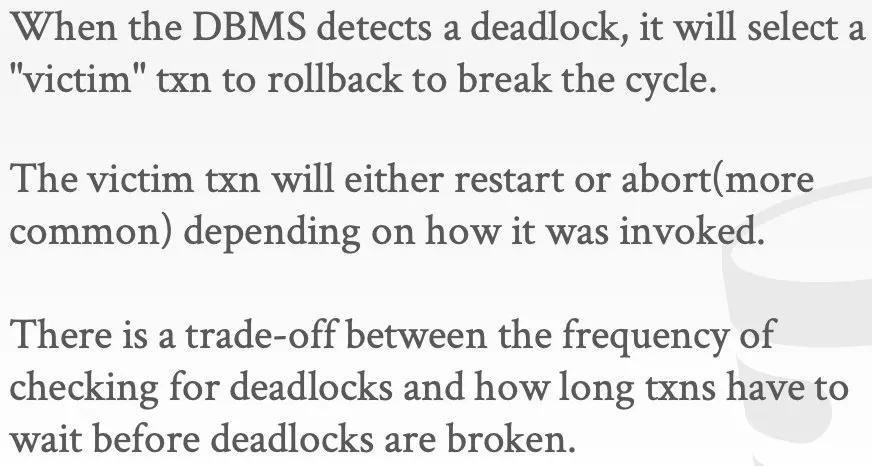 When the DBMS detects a deadlock, it will select a
"victim" txn to rollback to break the cycle.
The victim txn will either restart or abort(more
common) depending on how it was invoked.
There is a trade-off between the frequency of
checking for deadlocks and how long txns have to
wait before deadlocks are broken.